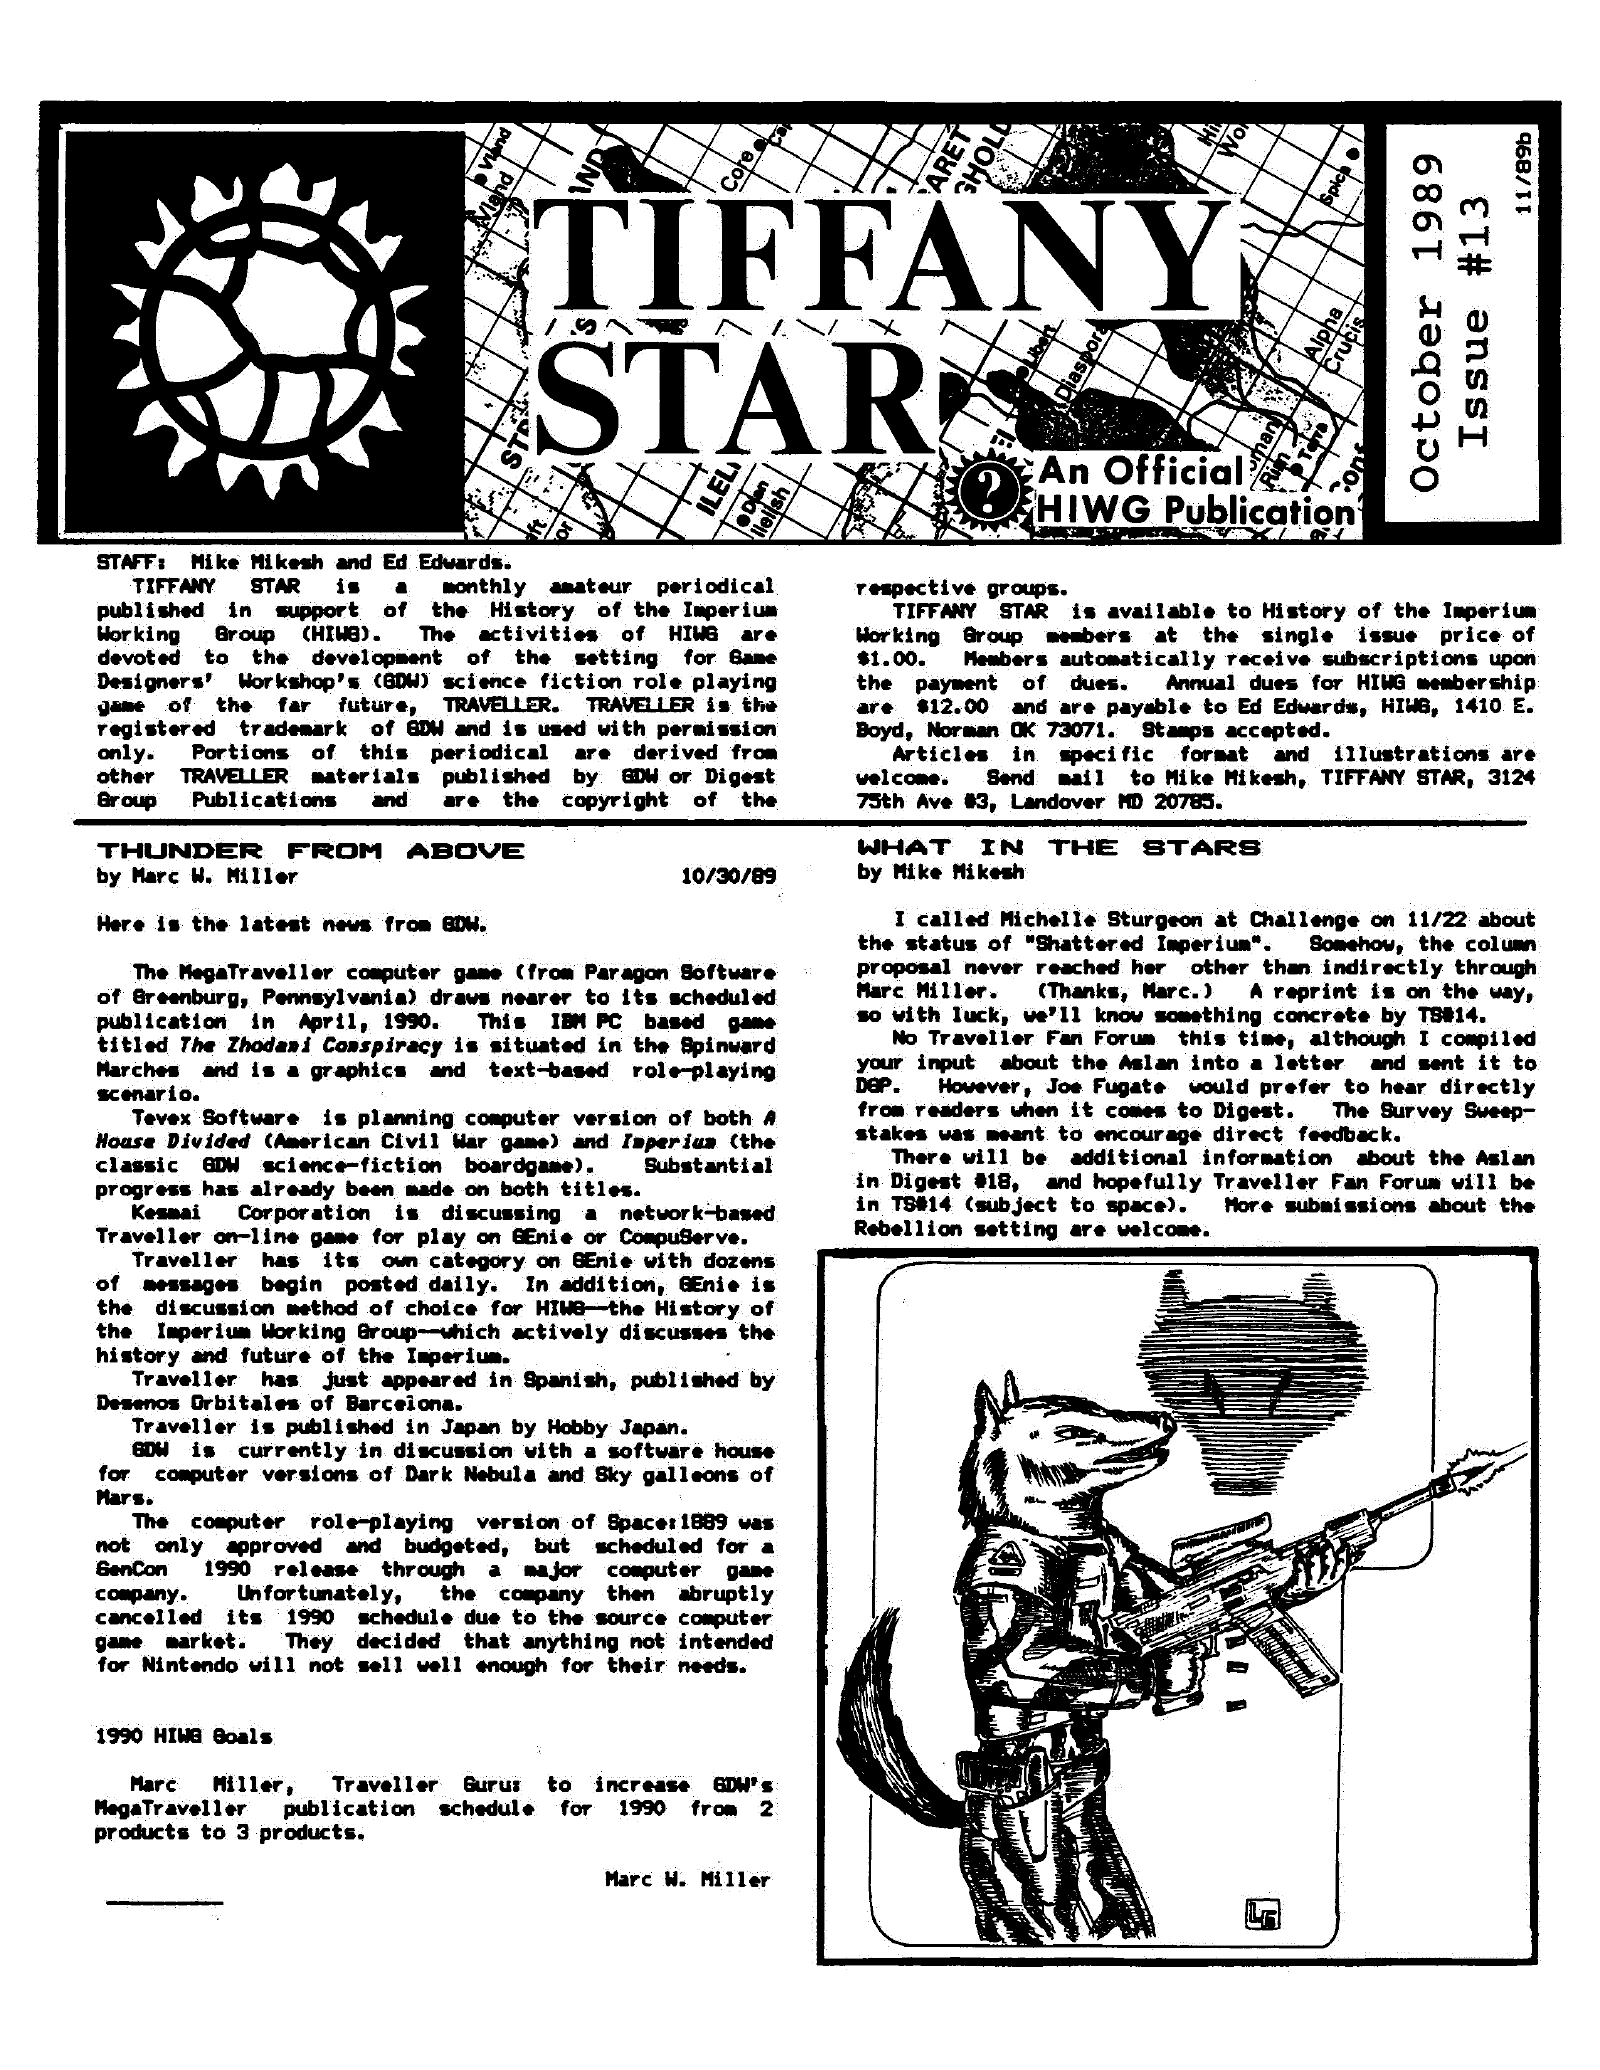 TIFFANY
STAR
An Official
HIWG Publication
October 1989
Issue #13
11/89b
Vland
Vland
Core
Spica
Alpha
Crucis
Diaspora
Terra
Dian
Ilelish
STAFF: Mike Mikesh and Ed Edwards.
TIFFANY STAR is a monthly amateur periodical
published in support of the History of the Imperium
Working Group (HIWG). The activities of HIWG are
devoted to the development of the setting for Game
Designers' Workshop's (GDW) science fiction role playing
game of the far future, TRAVELLER. TRAVELLER is the
registered trademark of GDW and is used with permission
only. Portions of this periodical are derived from
other TRAVELLER materials published by GDW or Digest
Group Publications and are the copyright of the
respective groups.
TIFFANY STAR is available to History of the Imperium
Working Group members at the single issue price of
$1.00. Members automatically receive subscriptions upon
the payment of dues. Annual dues for HIWG membership
are $12.00 and are payable to Ed Edwards, HIWG, 1410 E.
Boyd, Norman OK 73071. Stamps accepted.
Articles in specific format and illustrations are
welcome. Send mail to Mike Mikesh, TIFFANY STAR, 3124
75th Ave #3, Landover MD 20785.
THUNDER FROM ABOVE
by Marc W. Miller 10/30/89
Here is the latest news from GDW.
The MegaTraveller computer game (from Paragon Software
of Greenburg, Pennsylvania) draws nearer to its scheduled
publication in April, 1990. This IBM PC based game
titled The Zhodani Conspiracy is situated in the Spinward
Marches and is a graphics and text-based role-playing
scenario.
Tevex Software is planning computer version of both A
House Divided (American Civil War game) and Imperium (the
classic GDW science-fiction boardgame). Substantial
progress has already been made on both titles.
Kesmai Corporation is discussing a network-based
Traveller on-line game for play on GEnie or CompuServe.
Traveller has its own category on GEnie with dozens
of messages begin posted daily. In addition, GEnie is
the discussion method of choice for HIWG--the History of
the Imperium Working Group--which actively discusses the
history and future of the Imperium.
Traveller has just appeared in Spanish, published by
Desenos Orbitales of Barcelona.
Traveller is published in Japan by Hobby Japan.
GDW is currently in discussion with a software house
for computer versions of Dark Nebula and Sky galleons of
Mars.
The computer role-playing version of Space:1889 was
not only approved and budgeted, but scheduled for a
GenCon 1990 release through a major computer game
company. Unfortunately, the company then abruptly
cancelled its 1990 schedule due to the source computer
game market. They decided that anything not intended
for Nintendo will not sell well enough for their needs.
1990 HIWG Goals
Marc Miller, Traveller Guru: to increase GDW's
MegaTraveller publication schedule for 1990 from 2
products to 3 products.
Marc W. Miller
WHAT IN THE STARS
by Mike Mikesh
I called Michelle Sturgeon at Challenge on 11/22 about
the status of "Shattered Imperium". Somehow, the column
proposal never reached her other than indirectly through
Marc Miller. (Thanks, Marc.) A reprint is on the way,
so with luck, we'll know something concrete by TS#14.
No Traveller Fan Forum this time, although I compiled
your input about the Aslan into a letter and sent it to
DGP. However, Joe Fugate would prefer to hear directly
from readers when it comes to Digest. The Survey Sweep-
stakes was meant to encourage direct feedback.
There will be additional information about the Aslan
in Digest #18, and hopefully Traveller Fan Forum will be
in TS#14 (subject to space). More submissions about the
Rebellion setting are welcome.
LG